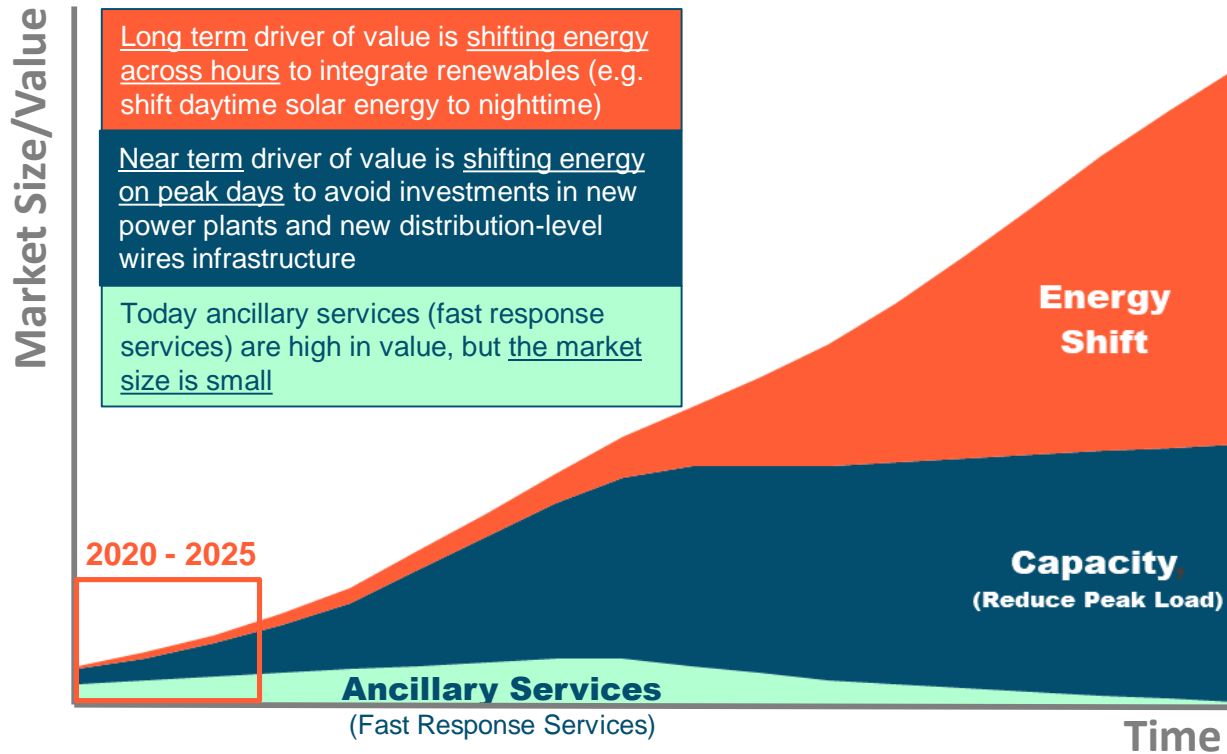 Market Size/Value
Long term driver of value is shifting energy
across hours to integrate renewables (e.g.
shift daytime solar energy to nighttime)
Near term driver of value is shifting energy
on peak days to avoid investments in new
power plants and new distribution-level
wires infrastructure
Today ancillary services (fast response
services) are high in value, but the market
size is small
Energy
Shift
2020 - 2025
Capacity,
(Reduce Peak Load)
Ancillary Services
(Fast Response Services)
Time